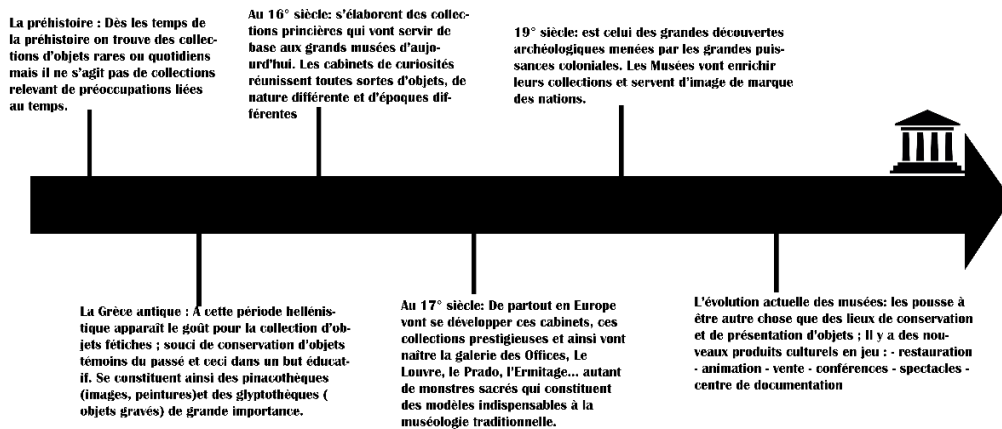 La préhistoire : Dès les temps de
la préhistoire on trouve des collec-
tions d'objets rares ou quotidiens
mais il ne s'agit pas de collections
relevant de préoccupations liées
au temps.
Au 16° siècle: s'élaborent des collec-
tions princières qui vont servir de
base aux grands musées d'aujo-
urd'hui. Les cabinets de curiosités
réunissent toutes sortes d'objets, de
nature différente et d'époques dif-
férentes
19° siècle: est celui des grandes découvertes
archéologiques menées par les grandes puis-
sances coloniales. Les Musées vont enrichir
leurs collections et servent d'image de marque
des nations.
La Grèce antique : A cette période hellénis-
tique apparaît le goût pour la collection d'ob-
jets fétiches ; souci de conservation d'objets
témoins du passé et ceci dans un but éducat-
if. Se constituent ainsi des pinacothèques
(images, peintures)et des glyptothèques (
objets gravés) de grande importance.
Au 17° siècle: De partout en Europe
vont se développer ces cabinets, ces
collections prestigieuses et ainsi vont
naître la galerie des Offices, Le
Louvre, le Prado, l'Ermitage... autant
de monstres sacrés qui constituent
des modèles indispensables à la
muséologie traditionnelle.
L'évolution actuelle des musées: les pousse à
être autre chose que des lieux de conservation
et de présentation d'objets ; Il y a des nou-
veaux produits culturels en jeu : - restauration
- animation - vente - conférences - spectacles -
centre de documentation